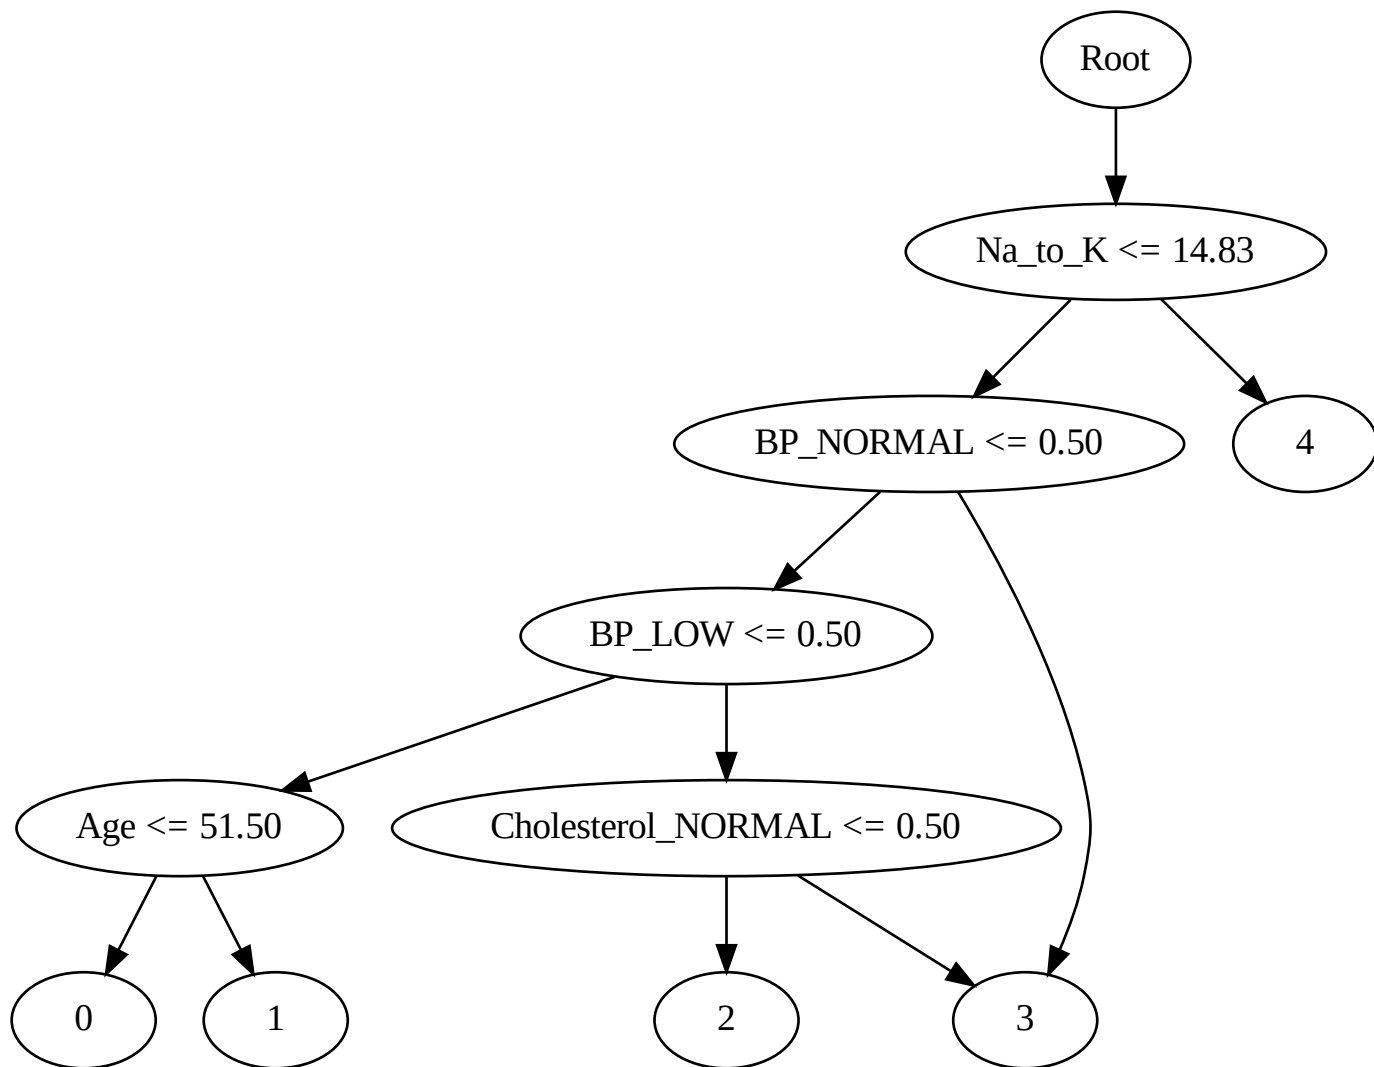 Root
Na_to_K <= 14.83
BP_NORMAL <= 0.50
4
BP_LOW <= 0.50
Age <= 51.50
Cholesterol_NORMAL <= 0.50
0
1
2
3